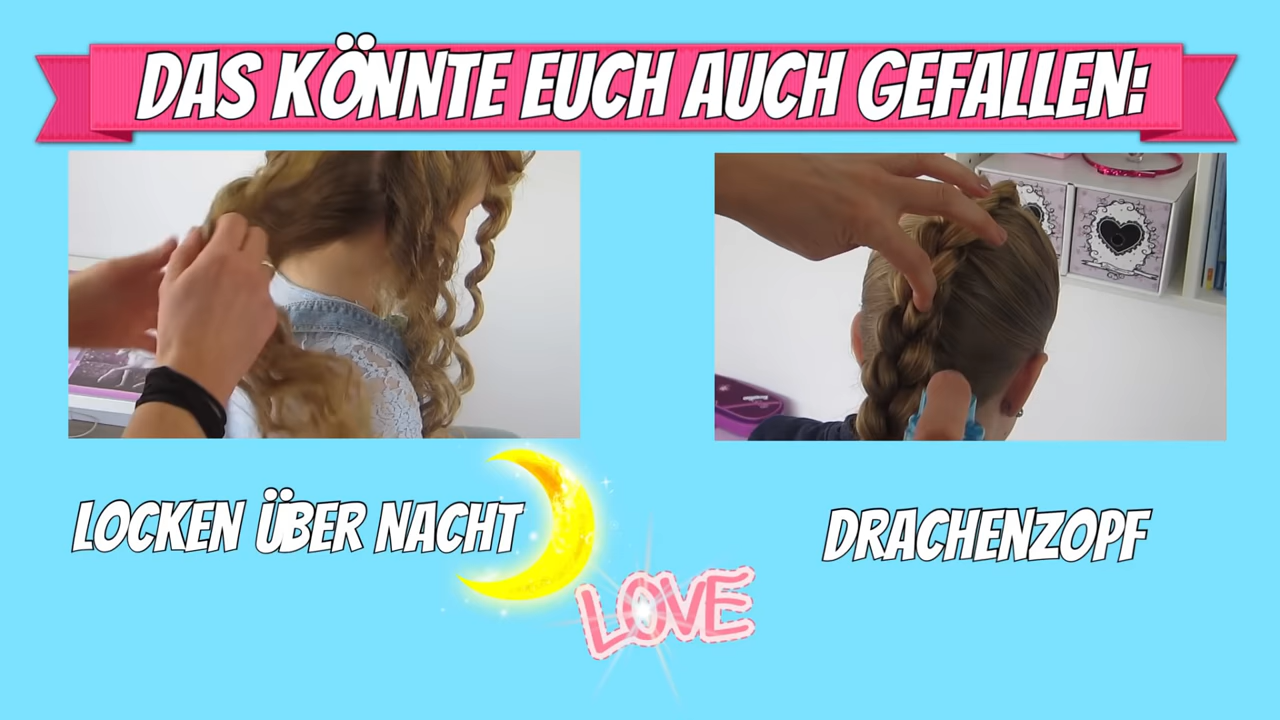 DAS KÖNNTE EUCH AUCH GEFALLEN:
LOCKEN ÜBER NACHT
DRACHENZOPF
LOVE